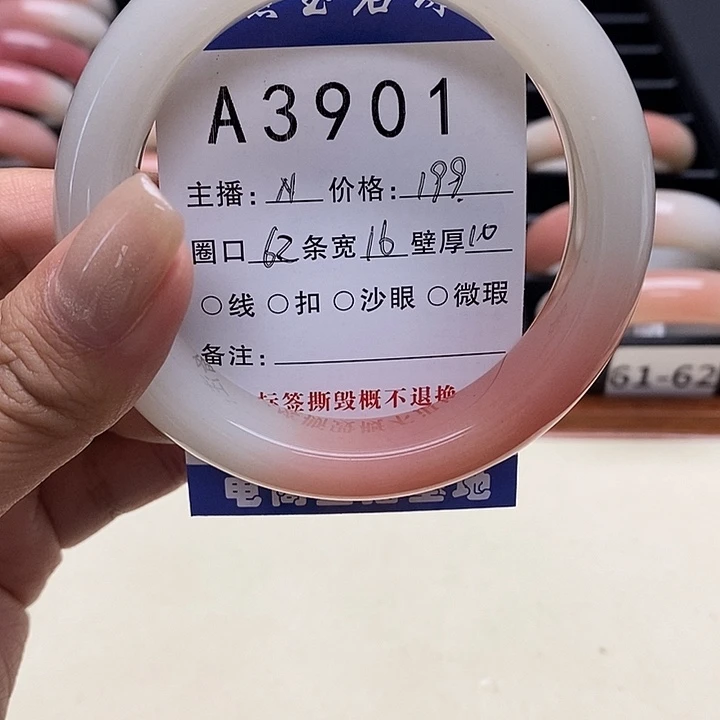 A3901
主播: N 价格: 199
圈口 62 条宽 16 壁厚 10
○线 ○扣 ○沙眼 ○微瑕
备注:
标签撕毁概不退换
61-62